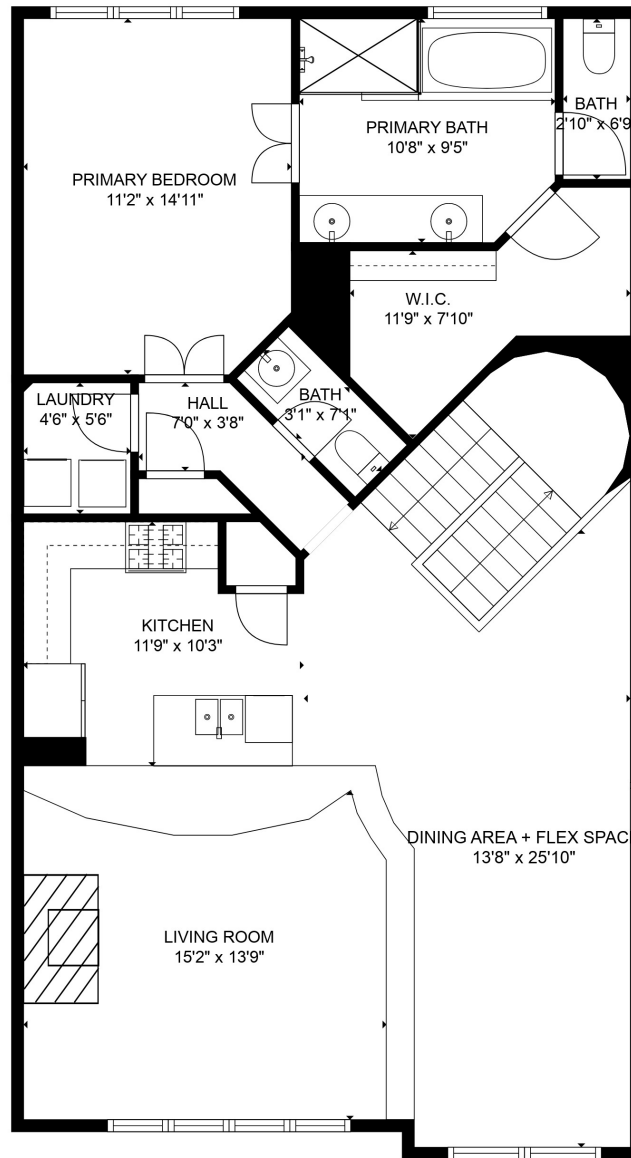 BATH
2'10" x 6'9
PRIMARY BATH
10'8" x 9'5"
PRIMARY BEDROOM
11'2" x 14'11"
W.I.C.
11'9" x 7'10"
LAUNDRY
4'6" x 5'6"
HALL
7'0" x 3'8"
BATH
3'1" x 7'1"
KITCHEN
11'9" x 10'3"
DINING AREA + FLEX SPAC
13'8" x 25'10"
LIVING ROOM
15'2" x 13'9"